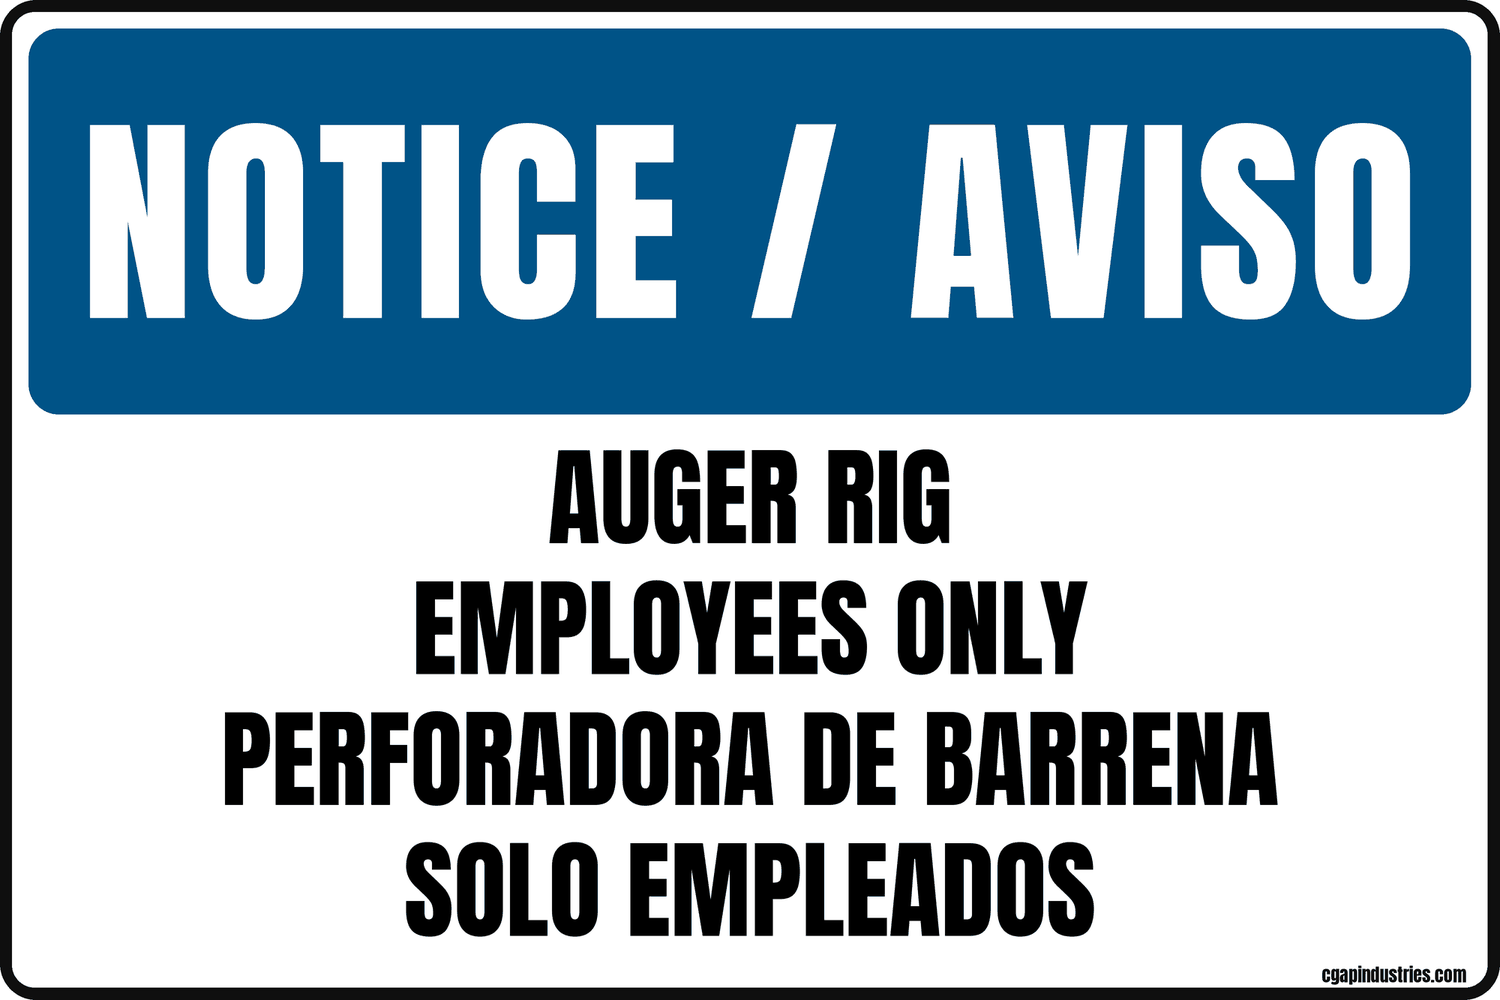 NOTICE / AVISO
AUGER RIG
EMPLOYEES ONLY
PERFORADORA DE BARRENA
SOLO EMPLEADOS
cgapindustries.com